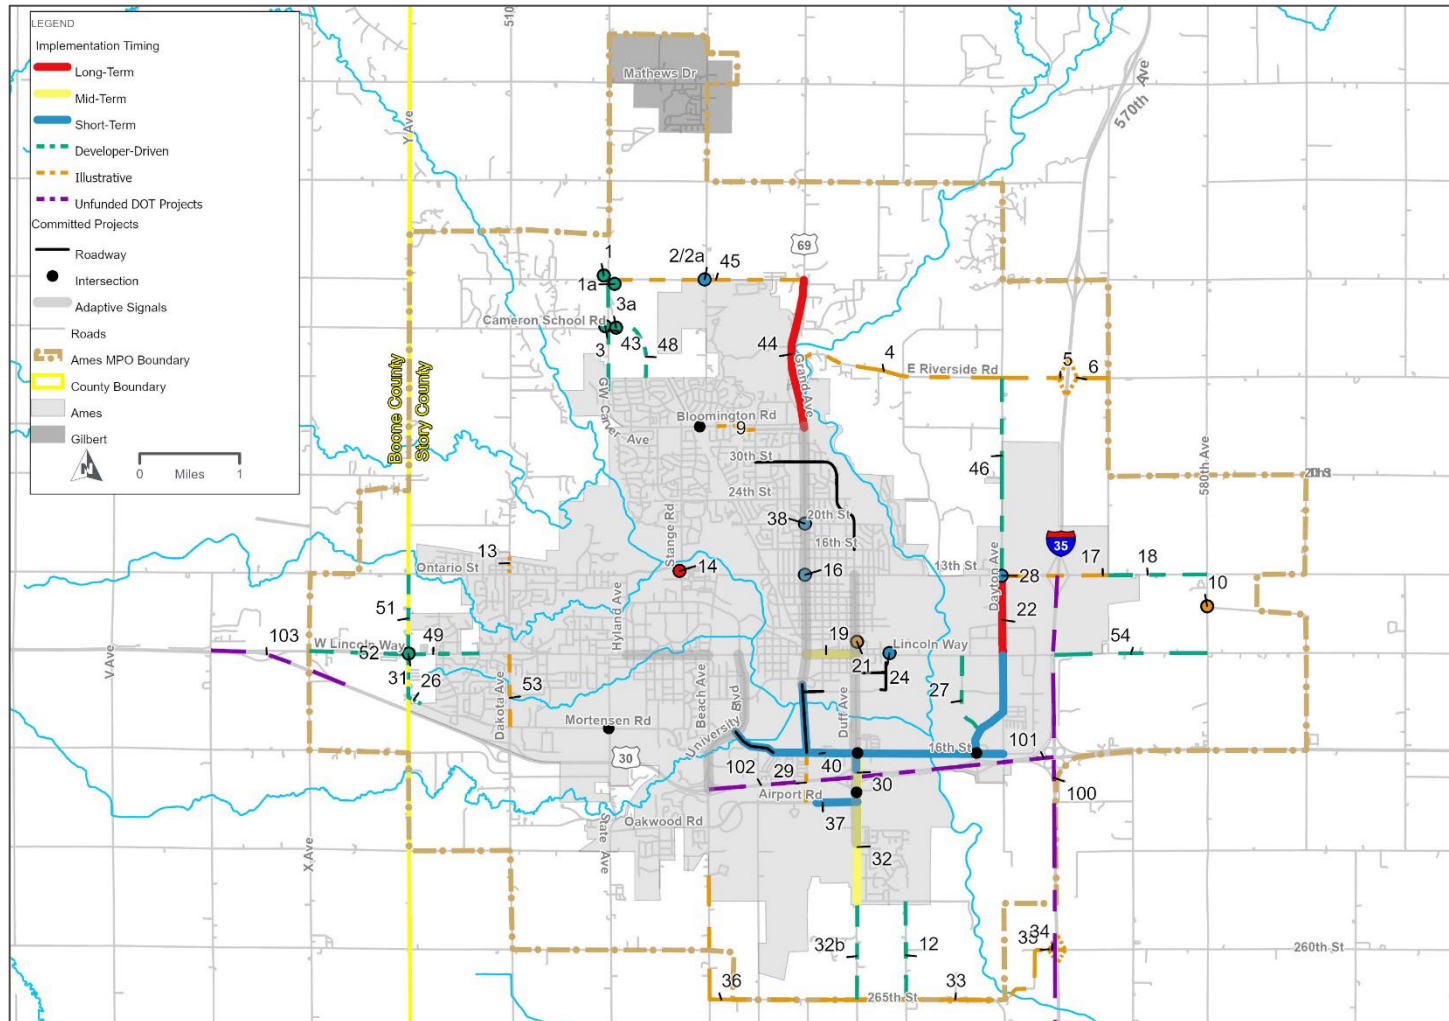 LEGEND
Implementation Timing
Long-Term
Mid-Term
Short-Term
Developer-Driven
Illustrative
Unfunded DOT Projects
Committed Projects
Roadway
Intersection
Adaptive Signals
Roads
Ames MPO Boundary
County Boundary
Ames
Gilbert
N
0 1
Miles
510
Mathews Dr
570th Ave
Y Ave
69
1
2/2a
45
1a
3a
Cameron School Rd
3
43
48
44
4
5
6
E Riverside Rd
Grand Ave
GW Carver Ave
Boone County
Story County
Bloomington Rd
9
30th St
46
580th Ave
24th St
Stange Rd
38
20th St
16th St
35
13
Ontario St
14
16
13th St
Dayton Ave
28
17
18
10
51
Hyland Ave
22
103
W Lincoln Way
49
52
19
Lincoln Way
54
V Ave
31
26
21
24
53
Dakota Ave
Beach Ave
University Blvd
Duff Ave
27
Mortensen Rd
30
16th St
101
40
102
29
30
Airport Rd
100
37
Oakwood Rd
State Ave
X Ave
32
32b
12
34
260th St
36
33
265th St